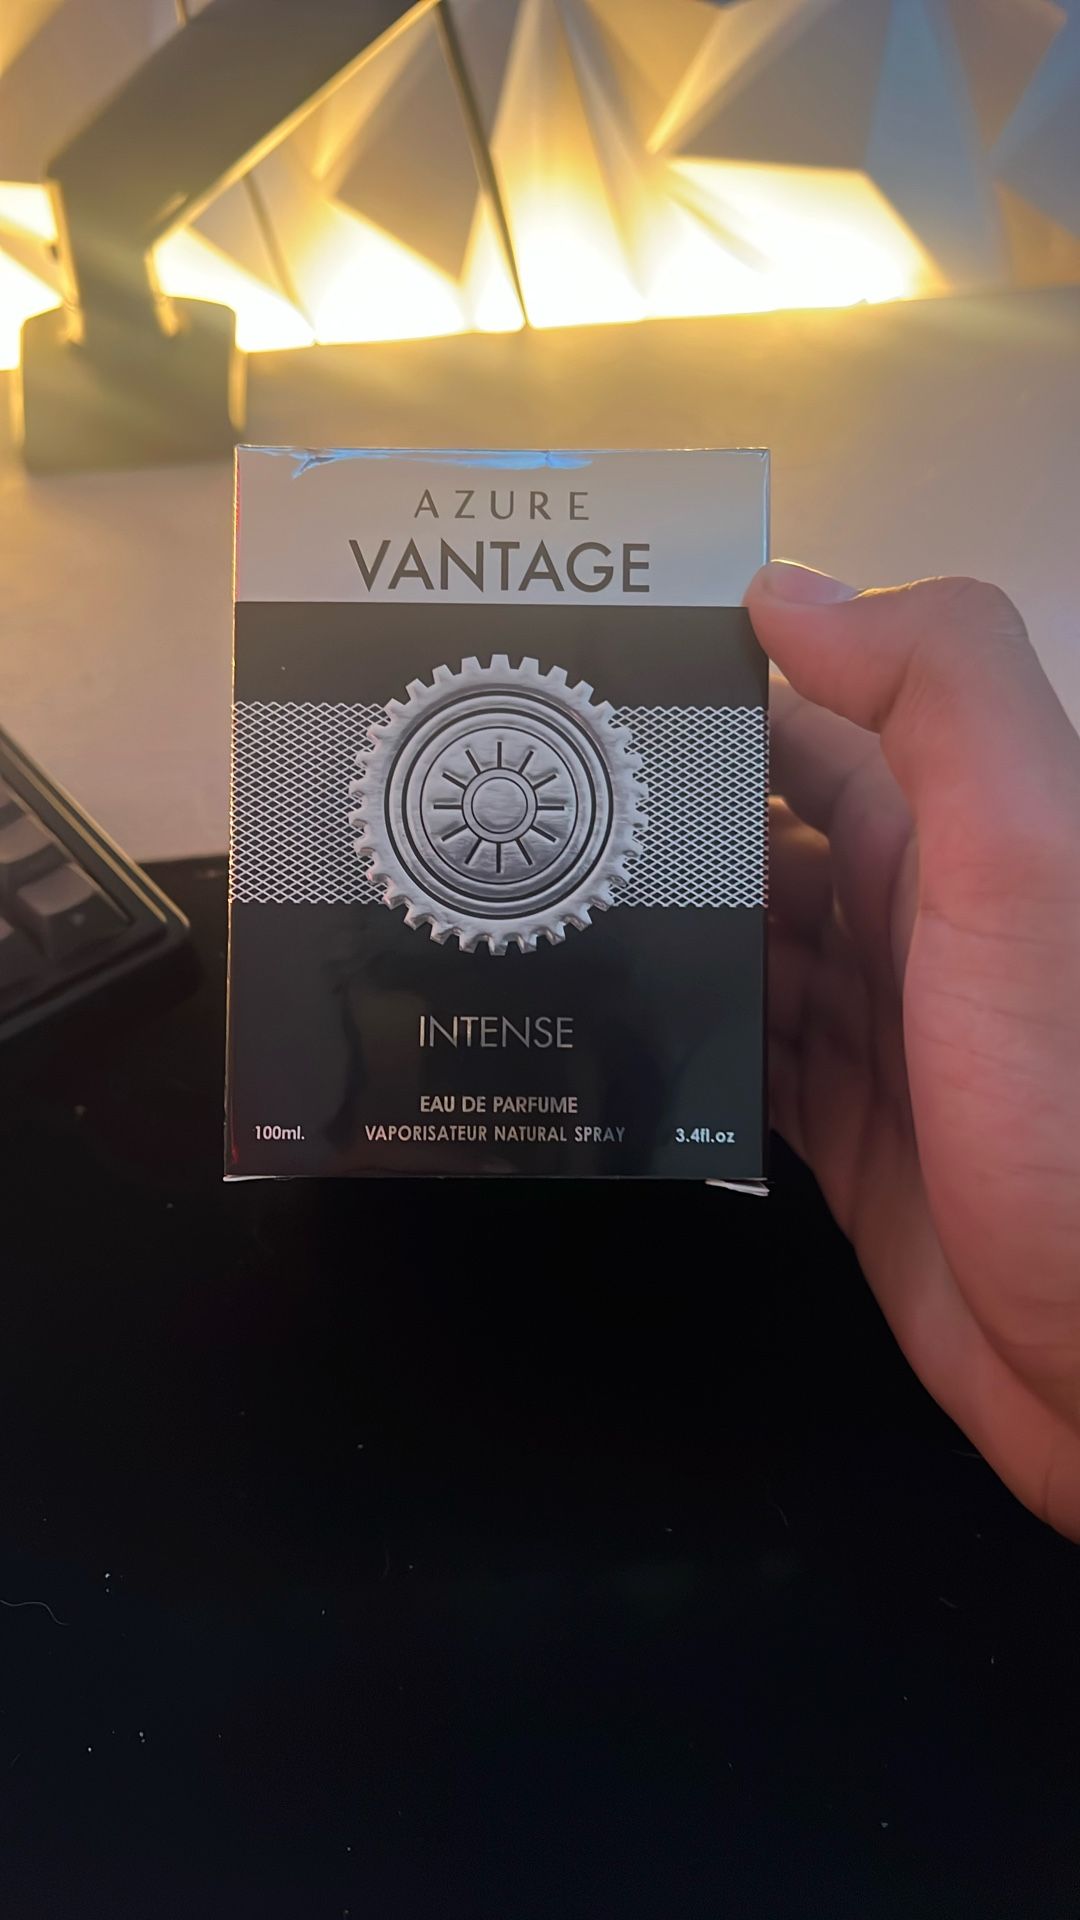 AZURE
VANTAGE
INTENSE
EAU DE PARFUME
100ml. VAPORISATEUR NATURAL SPRAY 3.4fl.oz